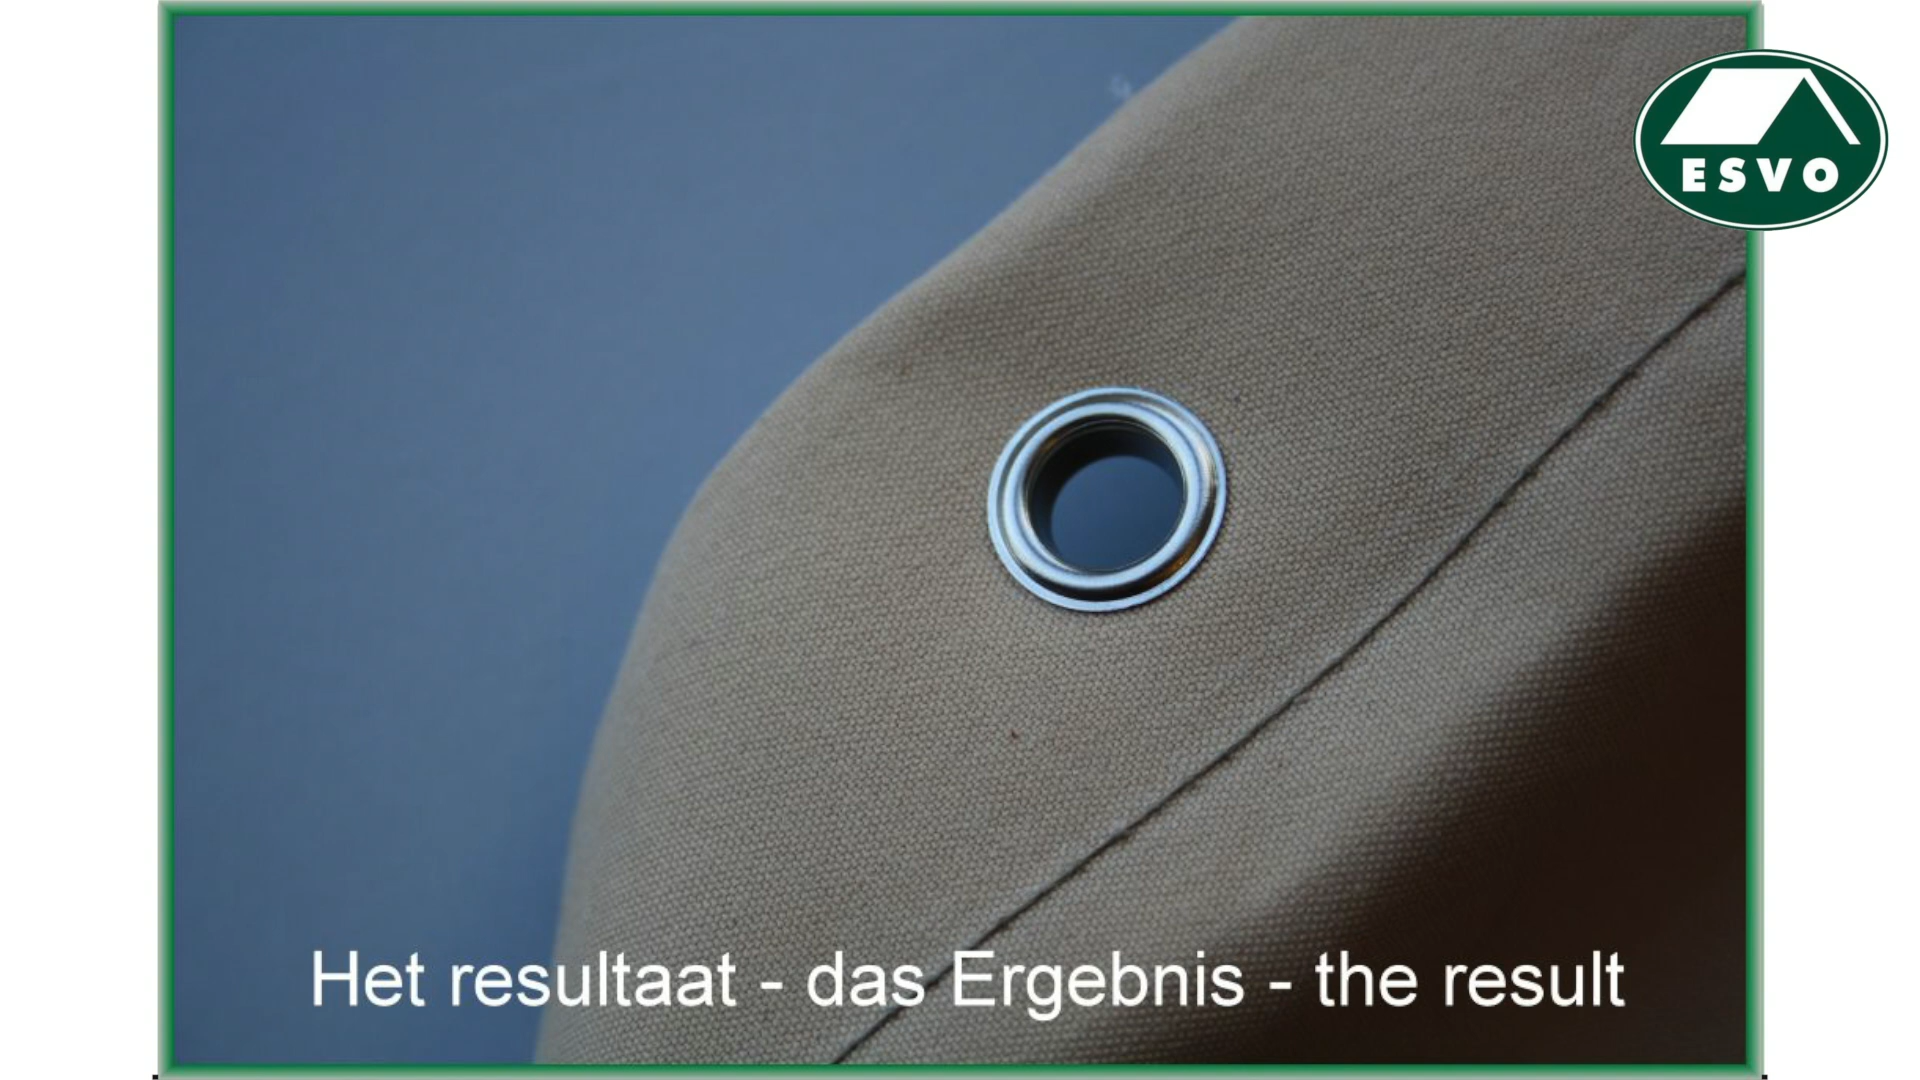 ESVO
Het resultaat - das Ergebnis - the result